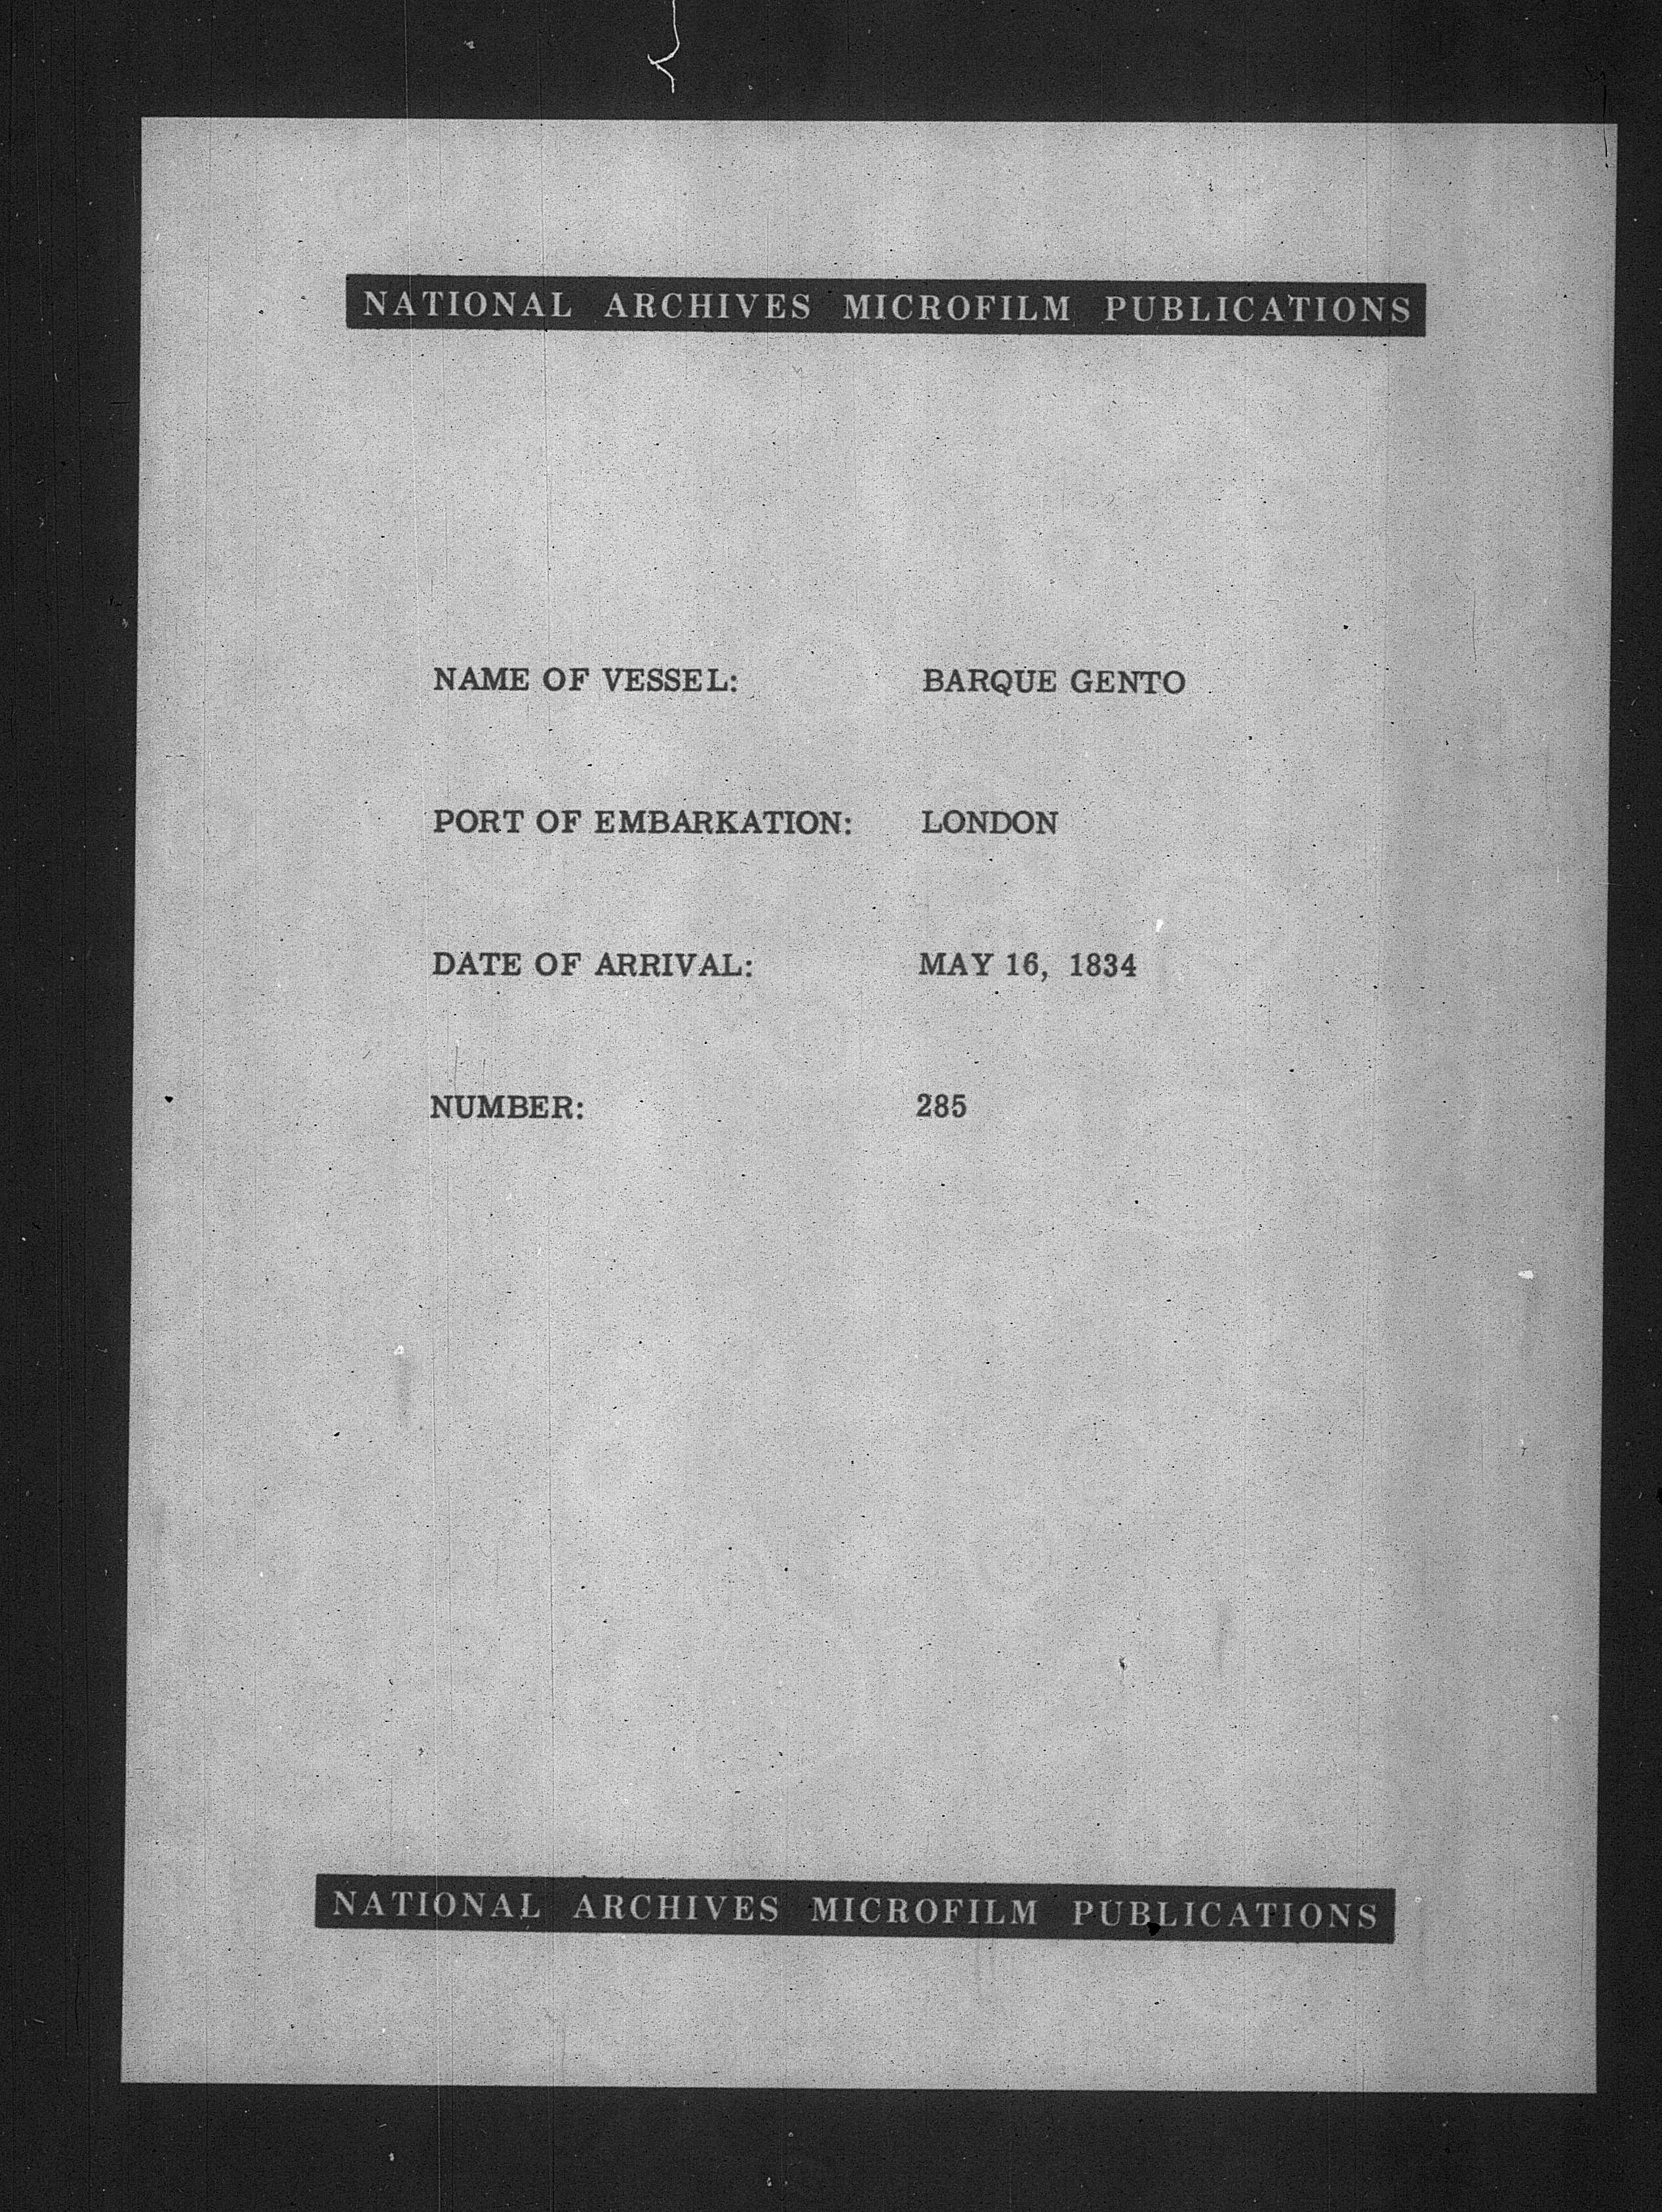 NATIONAL ARCHIVES MICROFILM PUBLICATIONS
NAME OF VESSEL: BARQUE GENTO
PORT OF EMBARKATION: LONDON
DATE OF ARRIVAL: MAY 16, 1834
NUMBER: 285
NATIONAL ARCHIVES MICROFILM PUBLICATIONS